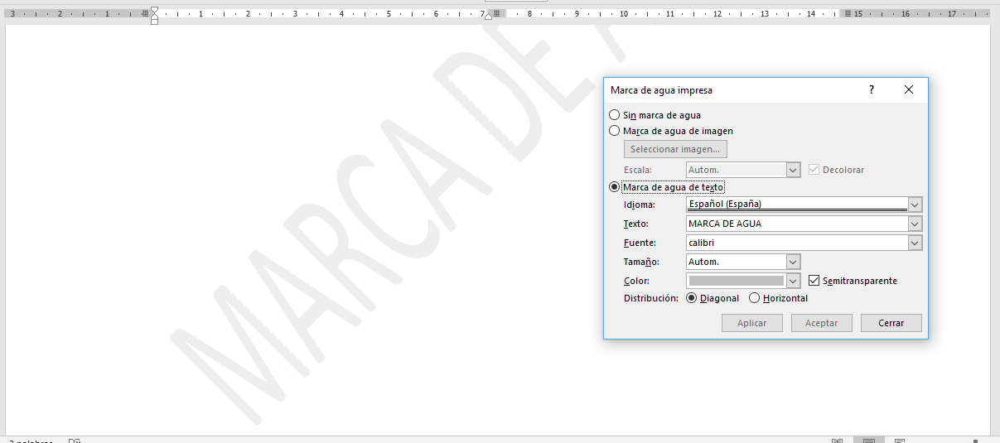 3 2 1 1 2 3 4 5 6 7 8 9 10 11 12 13 14 15 16 17
MARCA DE A
Marca de agua impresa ?
Sin marca de agua
Marca de agua de imagen
Seleccionar imagen...
Escala: Autom. Decolorar
Marca de agua de texto
Idioma: Español (España)
Texto: MARCA DE AGUA
Fuente: calibri
Tamaño: Autom.
Color: Semitransparente
Distribución: Diagonal Horizontal
Aplicar Aceptar Cerrar